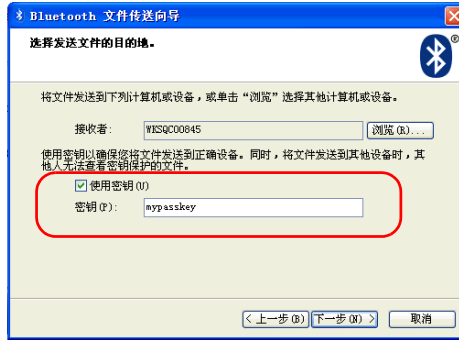 Bluetooth 文件传送向导
选择发送文件的目的地。
®
将文件发送到下列计算机或设备，或单击“浏览”选择其他计算机或设备。
接收者： WKSQC00845 浏览(R)...
使用密钥以确保您将文件发送到正确设备。同时，将文件发送到其他设备时，其
他人无法查看密钥保护的文件。
使用密钥(U)
密钥(P)： mypasskey
< 上一步(B) 下一步(N) > 取消